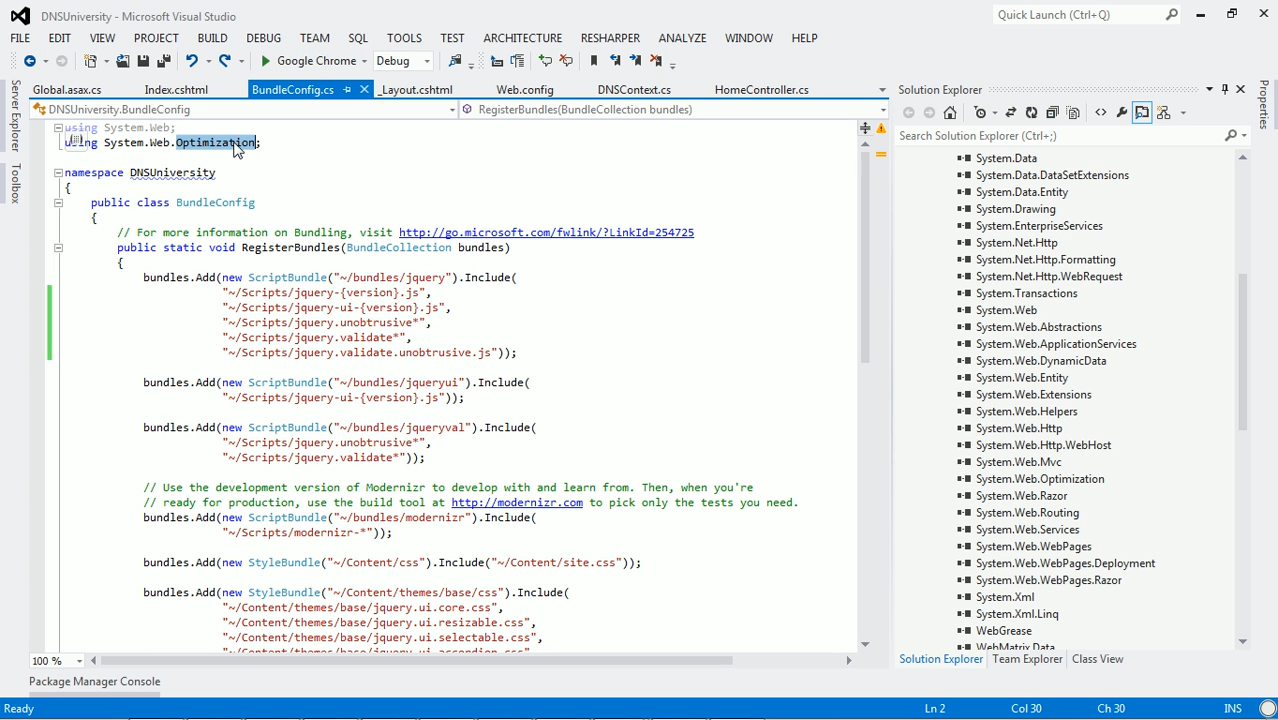 DNSUniversity - Microsoft Visual Studio
Quick Launch (Ctrl+Q)
FILE EDIT VIEW PROJECT BUILD DEBUG TEAM SQL TOOLS TEST ARCHITECTURE RESHARPER ANALYZE WINDOW HELP
Google Chrome Debug
Server Explorer
Toolbox
Global.asax.cs Index.cshtml BundleConfig.cs _Layout.cshtml Web.config DNSContext.cs HomeController.cs
DNSUniversity.BundleConfig RegisterBundles(BundleCollection bundles)
using System.Web;
using System.Web.Optimization;
namespace DNSUniversity
{
public class BundleConfig
{
// For more information on Bundling, visit http://go.microsoft.com/fwlink/?LinkId=254725
public static void RegisterBundles(BundleCollection bundles)
{
bundles.Add(new ScriptBundle("~/bundles/jquery").Include(
"~/Scripts/jquery-{version}.js",
"~/Scripts/jquery-ui-{version}.js",
"~/Scripts/jquery.unobtrusive*",
"~/Scripts/jquery.validate*",
"~/Scripts/jquery.validate.unobtrusive.js"));
bundles.Add(new ScriptBundle("~/bundles/jqueryui").Include(
"~/Scripts/jquery-ui-{version}.js"));
bundles.Add(new ScriptBundle("~/bundles/jqueryval").Include(
"~/Scripts/jquery.unobtrusive*",
"~/Scripts/jquery.validate*"));
// Use the development version of Modernizr to develop with and learn from. Then, when you're
// ready for production, use the build tool at http://modernizr.com to pick only the tests you need.
bundles.Add(new ScriptBundle("~/bundles/modernizr").Include(
"~/Scripts/modernizr-*"));
bundles.Add(new StyleBundle("~/Content/css").Include("~/Content/site.css"));
bundles.Add(new StyleBundle("~/Content/themes/base/css").Include(
"~/Content/themes/base/jquery.ui.core.css",
"~/Content/themes/base/jquery.ui.resizable.css",
"~/Content/themes/base/jquery.ui.selectable.css",
"~/Content/themes/base/jquery.ui.accordion.css",
100 %
Package Manager Console
Solution Explorer
Search Solution Explorer (Ctrl+;)
System.Data
System.Data.DataSetExtensions
System.Data.Entity
System.Drawing
System.EnterpriseServices
System.Net.Http
System.Net.Http.Formatting
System.Net.Http.WebRequest
System.Transactions
System.Web
System.Web.Abstractions
System.Web.ApplicationServices
System.Web.DynamicData
System.Web.Entity
System.Web.Extensions
System.Web.Helpers
System.Web.Http
System.Web.Http.WebHost
System.Web.Mvc
System.Web.Optimization
System.Web.Razor
System.Web.Routing
System.Web.Services
System.Web.WebPages
System.Web.WebPages.Deployment
System.Web.WebPages.Razor
System.Xml
System.Xml.Linq
WebGrease
WebMatrix.Data
Solution Explorer Team Explorer Class View
Properties
Ready Ln 2 Col 30 Ch 30 INS